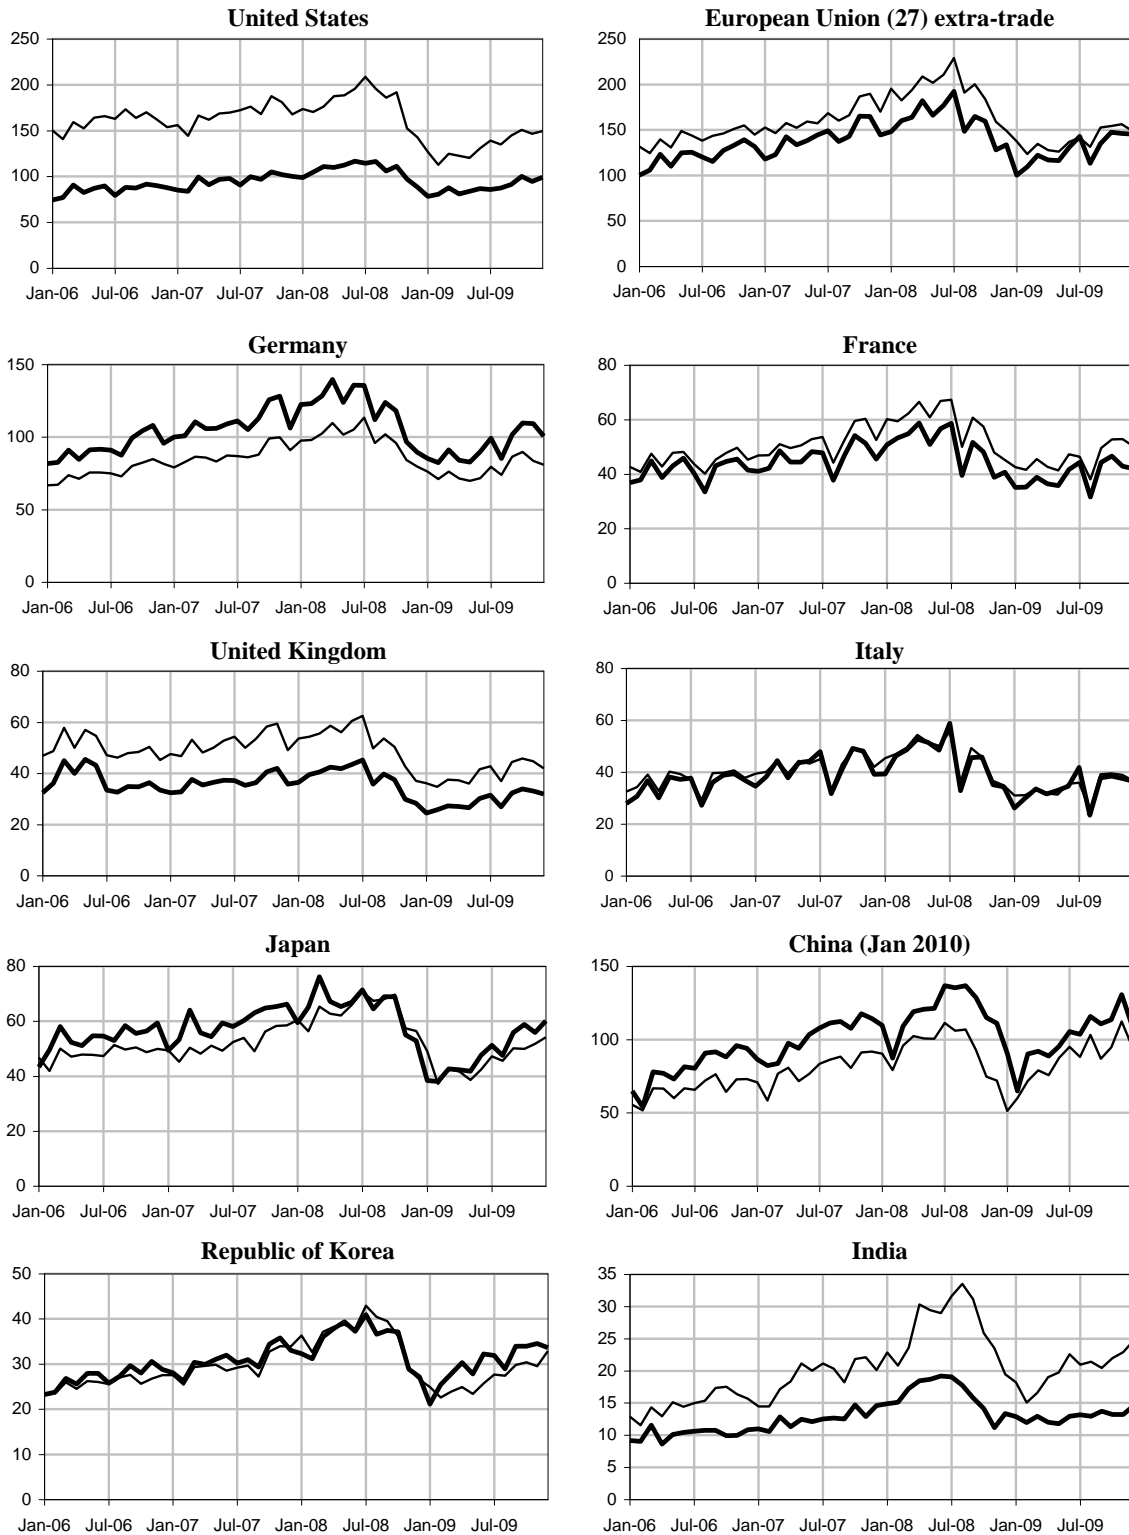 United States
250
200
150
100
50
0
Jan-06 Jul-06 Jan-07 Jul-07 Jan-08 Jul-08 Jan-09 Jul-09
European Union (27) extra-trade
250
200
150
100
50
0
Jan-06 Jul-06 Jan-07 Jul-07 Jan-08 Jul-08 Jan-09 Jul-09
Germany
150
100
50
0
Jan-06 Jul-06 Jan-07 Jul-07 Jan-08 Jul-08 Jan-09 Jul-09
France
80
60
40
20
0
Jan-06 Jul-06 Jan-07 Jul-07 Jan-08 Jul-08 Jan-09 Jul-09
United Kingdom
80
60
40
20
0
Jan-06 Jul-06 Jan-07 Jul-07 Jan-08 Jul-08 Jan-09 Jul-09
Italy
80
60
40
20
0
Jan-06 Jul-06 Jan-07 Jul-07 Jan-08 Jul-08 Jan-09 Jul-09
Japan
80
60
40
20
0
Jan-06 Jul-06 Jan-07 Jul-07 Jan-08 Jul-08 Jan-09 Jul-09
China (Jan 2010)
150
100
50
0
Jan-06 Jul-06 Jan-07 Jul-07 Jan-08 Jul-08 Jan-09 Jul-09
Republic of Korea
50
40
30
20
10
0
Jan-06 Jul-06 Jan-07 Jul-07 Jan-08 Jul-08 Jan-09 Jul-09
India
35
30
25
20
15
10
5
0
Jan-06 Jul-06 Jan-07 Jul-07 Jan-08 Jul-08 Jan-09 Jul-09